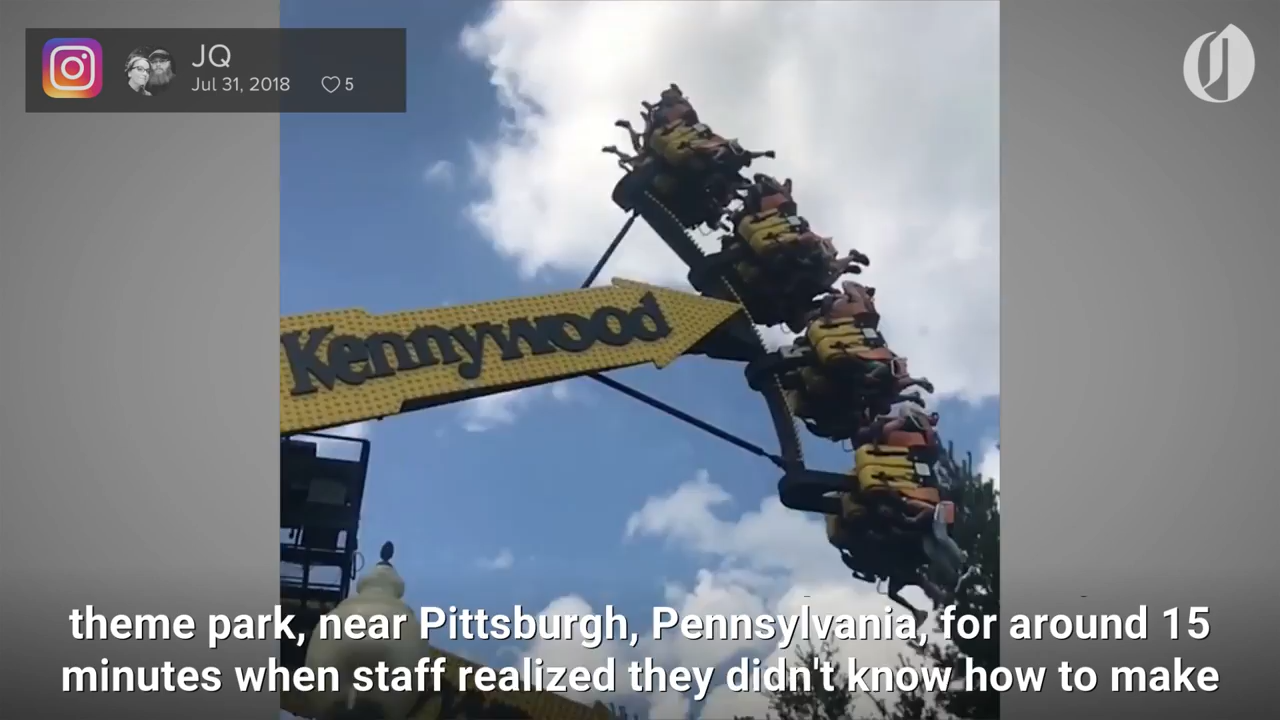 JQ
Jul 31, 2018 5
Kennywood
theme park, near Pittsburgh, Pennsylvania, for around 15
minutes when staff realized they didn't know how to make